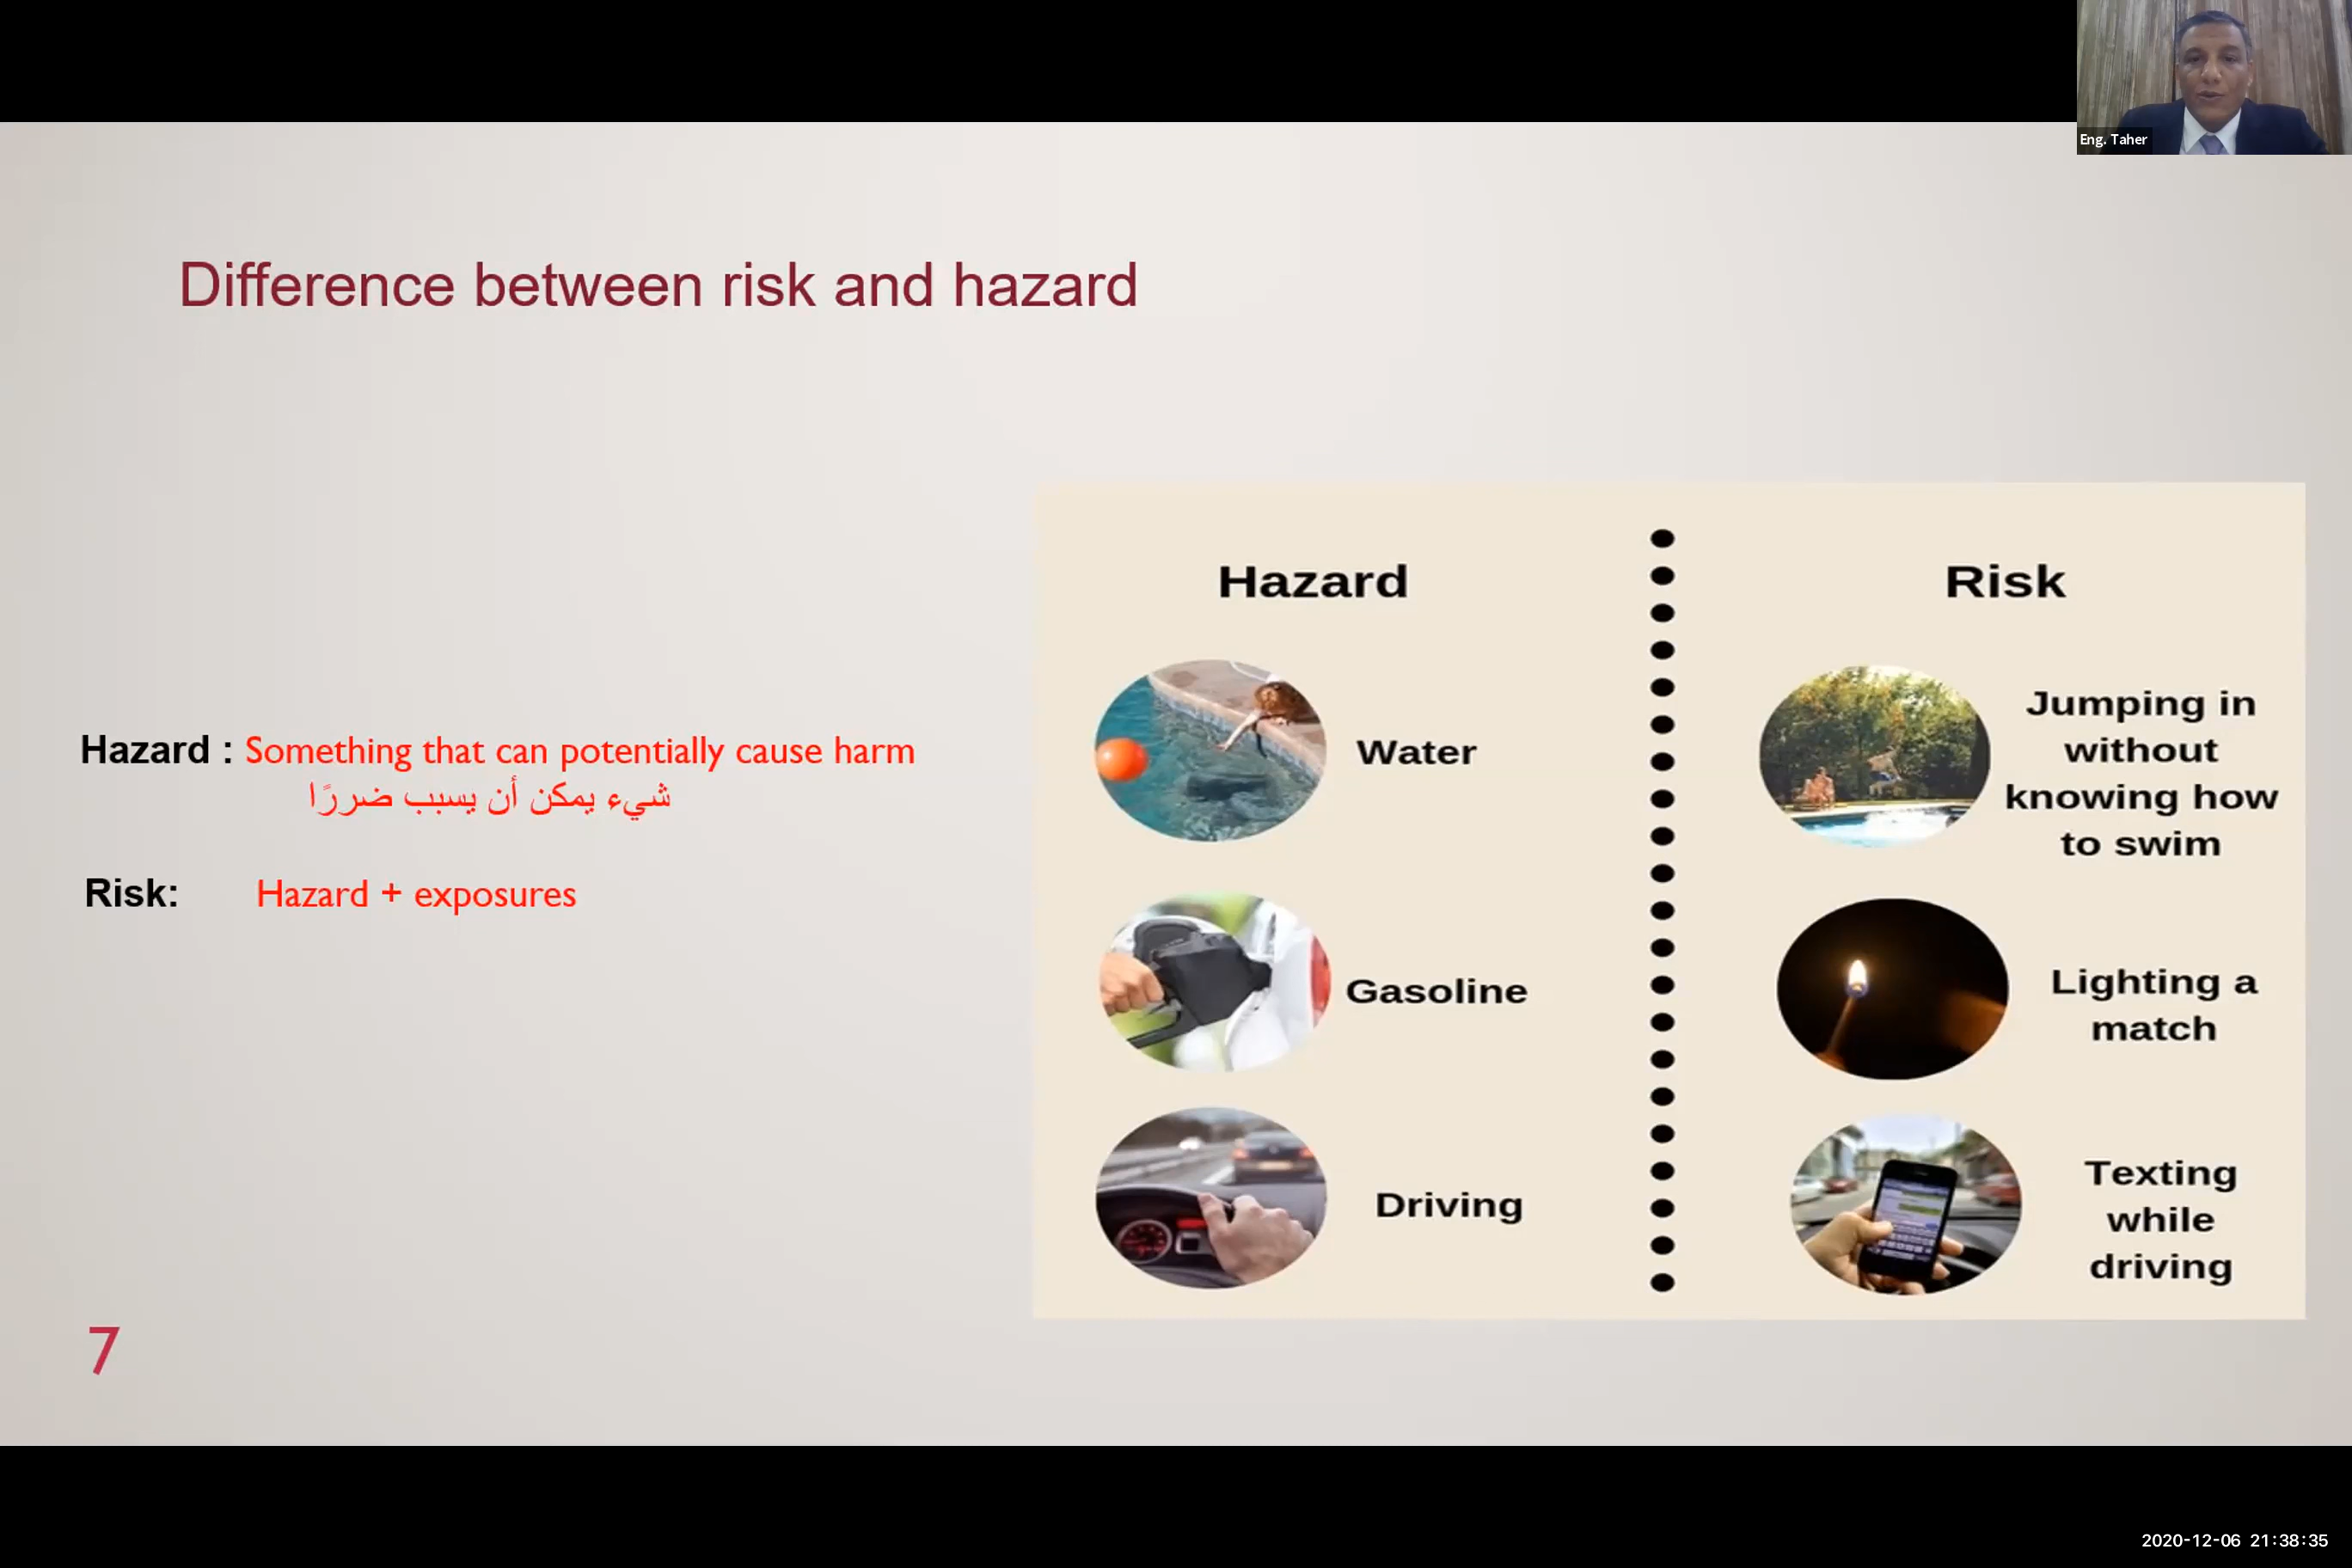 Eng. Taher
Difference between risk and hazard
Hazard : Something that can potentially cause harm
شيء يمكن أن يسبب ضررًا
Risk: Hazard + exposures
Hazard
Risk
Water
Jumping in
without
knowing how
to swim
Gasoline
Lighting a
match
Driving
Texting
while
driving
7
2020-12-06 21:38:35